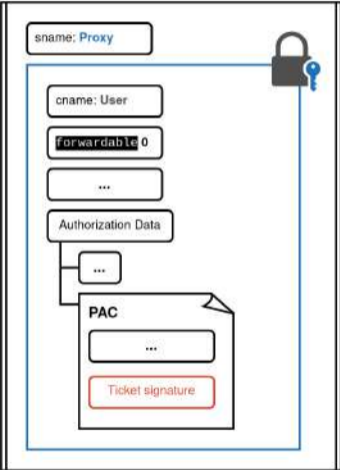 sname: Proxy
cname: User
forwardable 0
...
Authorization Data
...
PAC
...
Ticket signature